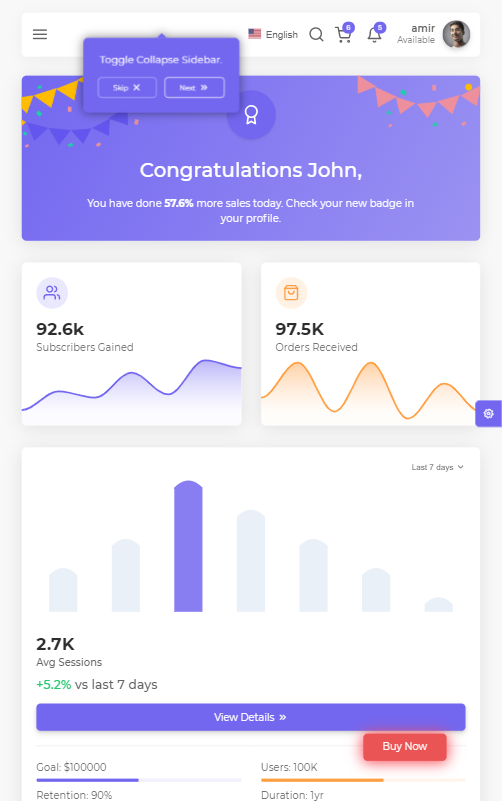 English
6
5
amir
Available
Toggle Collapse Sidebar.
Skip
Next
Congratulations John,
You have done 57.6% more sales today. Check your new badge in
your profile.
92.6k
Subscribers Gained
97.5K
Orders Received
Last 7 days
2.7K
Avg Sessions
+5.2% vs last 7 days
View Details
Buy Now
Goal: $100000
Users: 100K
Retention: 90%
Duration: 1yr